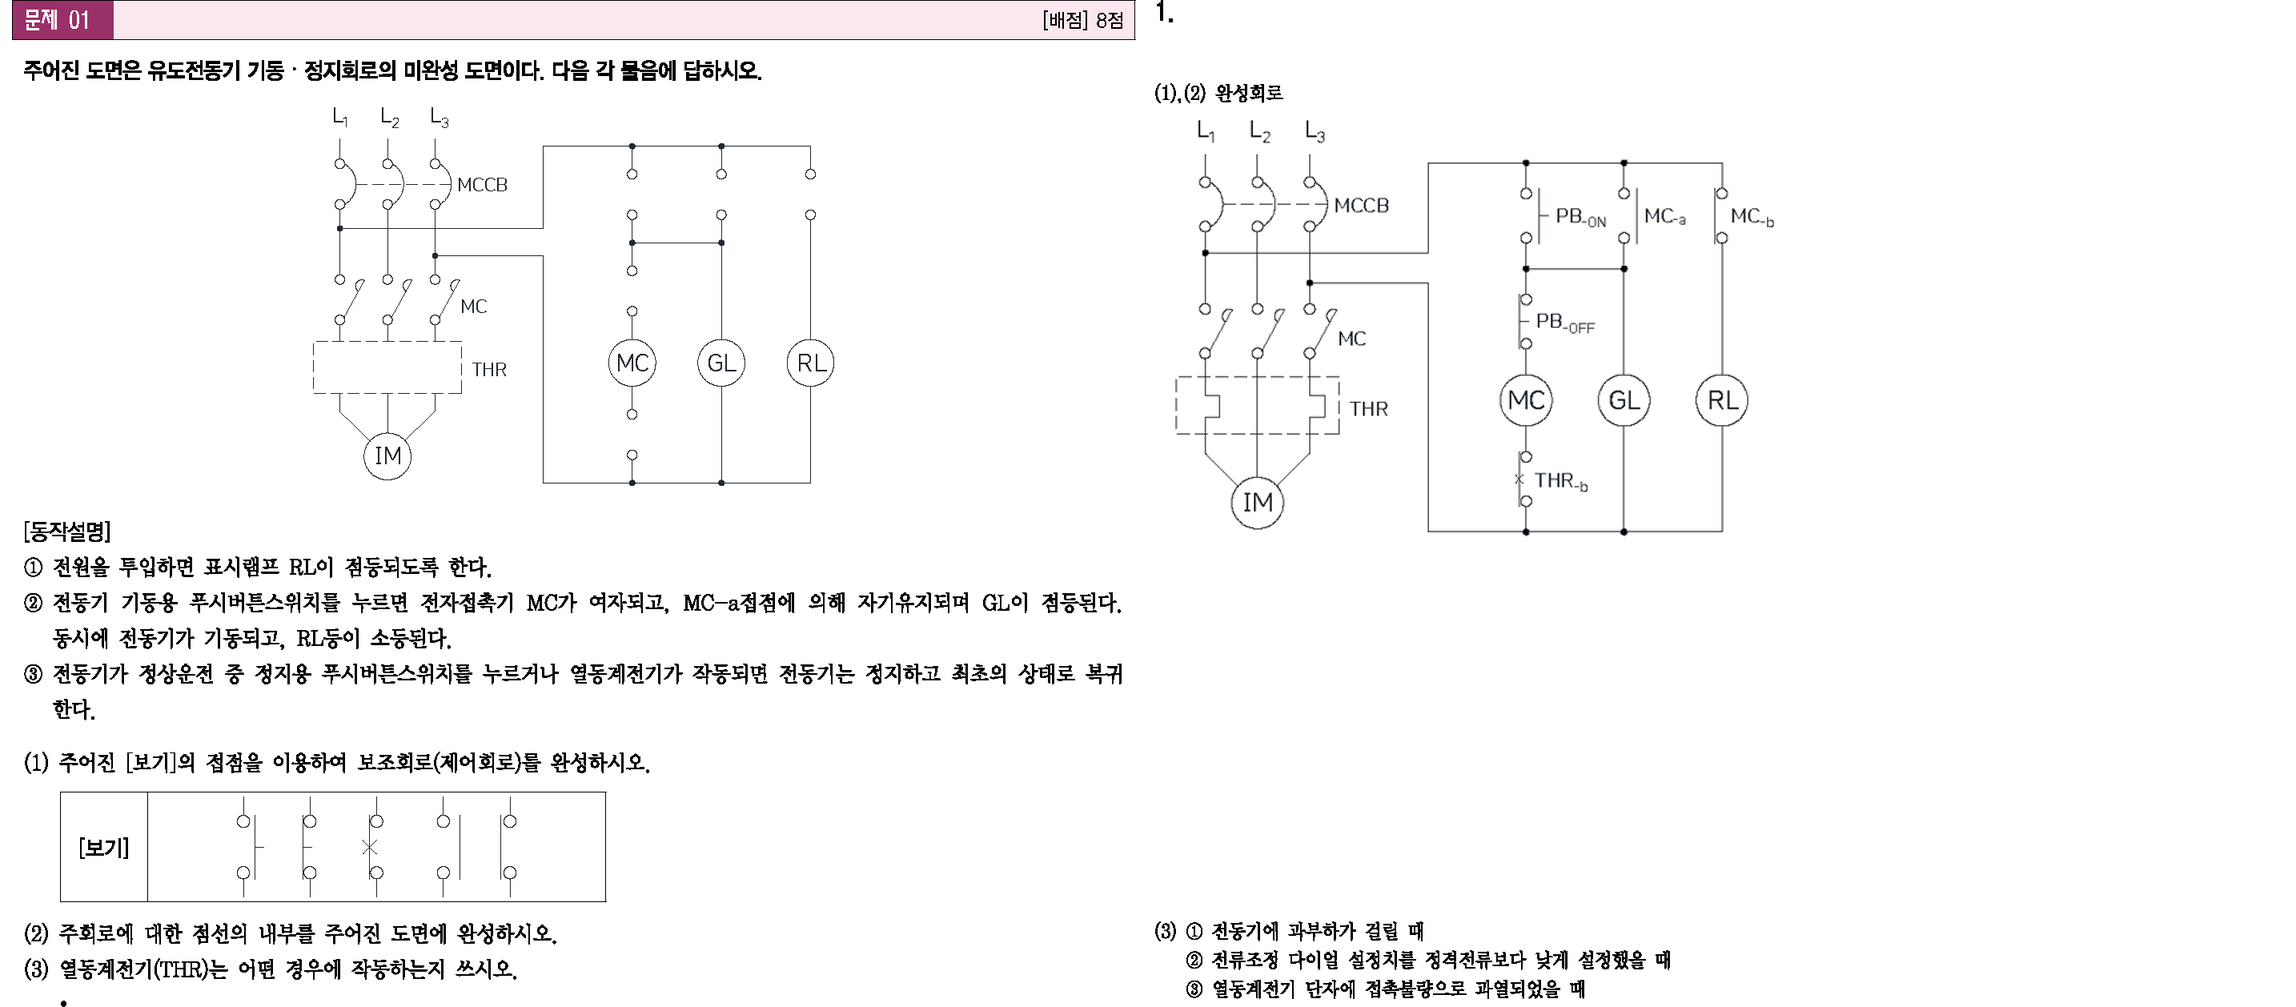 문제 01
[배점] 8점
주어진 도면은 유도전동기 기동·정지회로의 미완성 도면이다. 다음 각 물음에 답하시오.
L1 L2 L3
MCCB
MC
THR
IM
MC GL RL
[동작설명]
① 전원을 투입하면 표시램프 RL이 점등되도록 한다.
② 전동기 기동용 푸시버튼스위치를 누르면 전자접촉기 MC가 여자되고, MC-a접점에 의해 자기유지되며 GL이 점등된다.
동시에 전동기가 기동되고, RL등이 소등된다.
③ 전동기가 정상운전 중 정지용 푸시버튼스위치를 누르거나 열동계전기가 작동되면 전동기는 정지하고 최초의 상태로 복귀
한다.
(1) 주어진 [보기]의 접점을 이용하여 보조회로(제어회로)를 완성하시오.
[보기]
(2) 주회로에 대한 점선의 내부를 주어진 도면에 완성하시오.
(3) 열동계전기(THR)는 어떤 경우에 작동하는지 쓰시오.
•
1.
(1),(2) 완성회로
L1 L2 L3
MCCB
MC
THR
IM
PB-ON MC-a MC-b
PB-OFF
MC GL RL
THR-b
(3) ① 전동기에 과부하가 걸릴 때
② 전류조정 다이얼 설정치를 정격전류보다 낮게 설정했을 때
③ 열동계전기 단자에 접촉불량으로 과열되었을 때